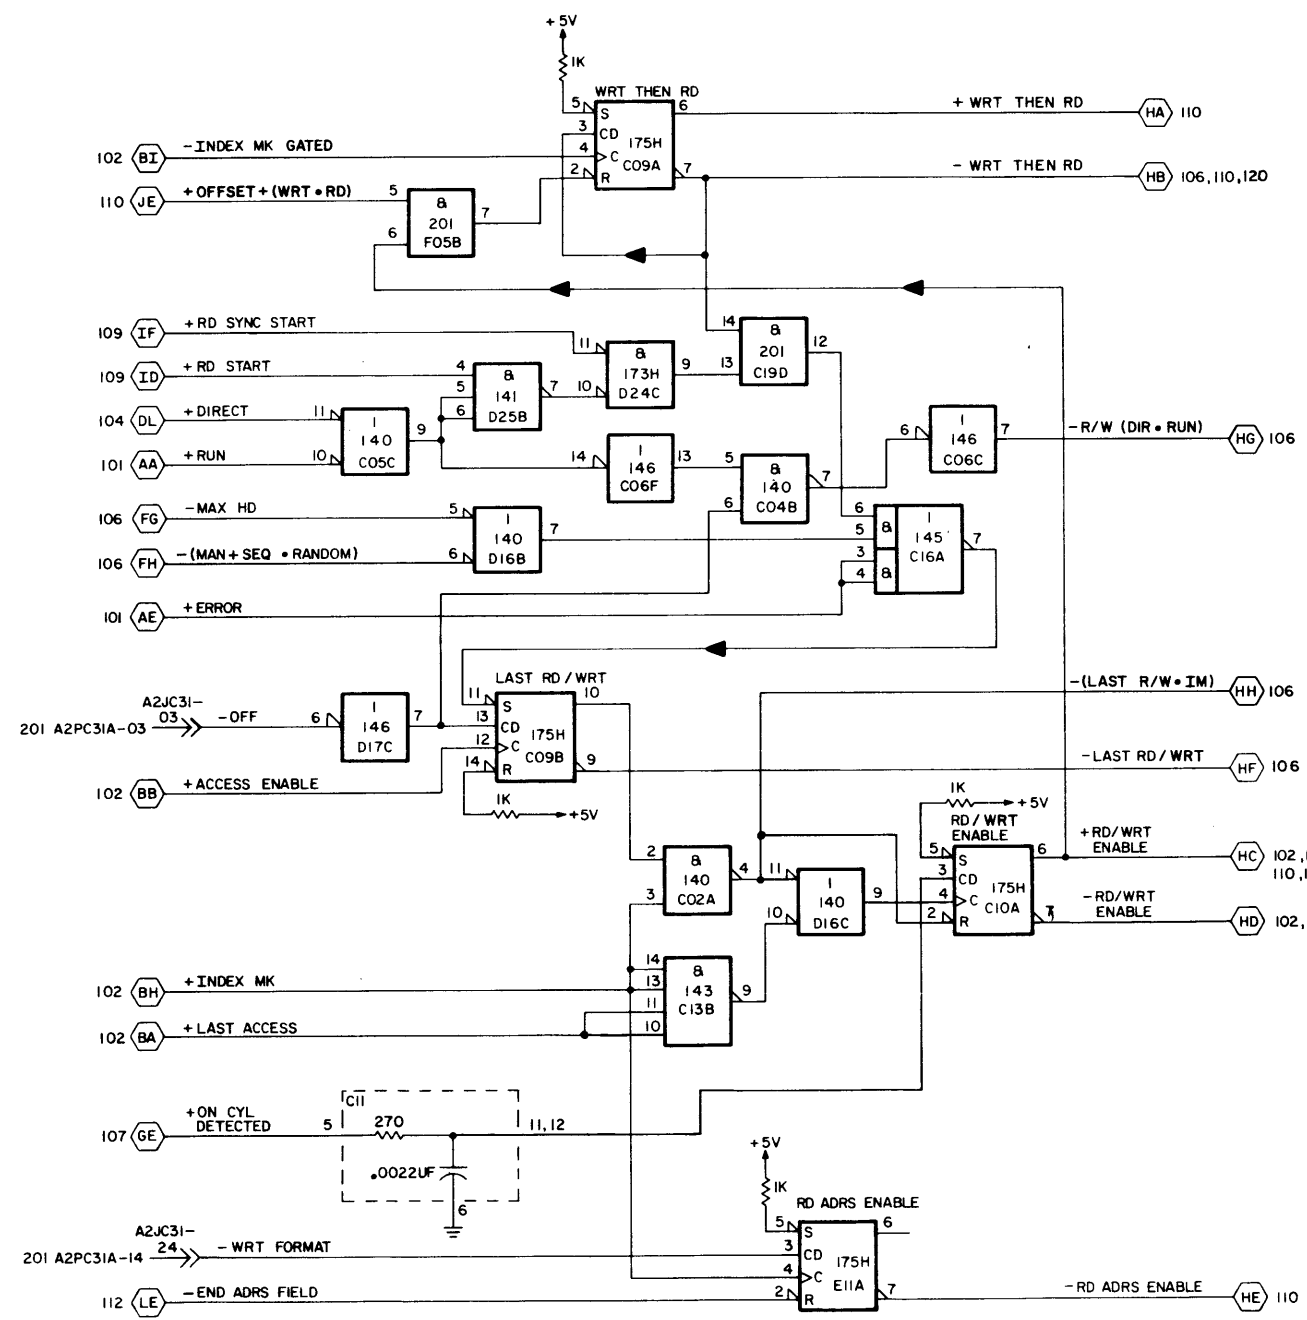 +5V
1K
WRT THEN RD
5 S 6 + WRT THEN RD HA 110
3 CD
175H
102 BI -INDEX MK GATED 4 C
C09A
2 R 7 - WRT THEN RD HB 106,110,120
110 JE +OFFSET+(WRT•RD) 5
& 7
201
6 F05B
109 IF +RD SYNC START 11
14 & 12
201
13 C19D
& 9
173H
10 D24C
109 ID +RD START 4
5 & 7
6 141
D25B
104 DL +DIRECT 11
1 9
140
C05C
101 AA +RUN 10
14 1 13
146
C06F
5 & 7
140
6 C04B
6 1 7
146
C06C
-R/W (DIR•RUN) HG 106
106 FG -MAX HD 5
1 7
140
D16B
106 FH -(MAN+SEQ •RANDOM) 6
6 1
5 & 145 7
3 C16A
4 &
101 AE +ERROR
LAST RD/WRT
11 S 10
13 CD
175H
12 C
C09B
14 R 9
1K +5V
-(LAST R/W•IM) HH 106
A2JC31-
201 A2PC31A-03 03 -OFF 6
1 7
146
D17C
-LAST RD/WRT HF 106
102 BB +ACCESS ENABLE
1K +5V
RD/WRT
ENABLE
5 S 6 +RD/WRT
ENABLE HC 102,
110,
3 CD
175H
4 C
C10A
2 R 7 -RD/WRT
ENABLE HD 102,
2 & 4
140
3 C02A
11 1 9
140
10 D16C
102 BH +INDEX MK
14 &
13 143 9
11 C13B
10
102 BA +LAST ACCESS
C11
107 GE +ON CYL
DETECTED 5 270 11,12
.0022UF
6
+5V
1K
RD ADRS ENABLE
5 S 6
A2JC31-
201 A2PC31A-14 24 -WRT FORMAT 3 CD
175H
4 C
E11A
112 LE -END ADRS FIELD 2 R 7 -RD ADRS ENABLE HE 110